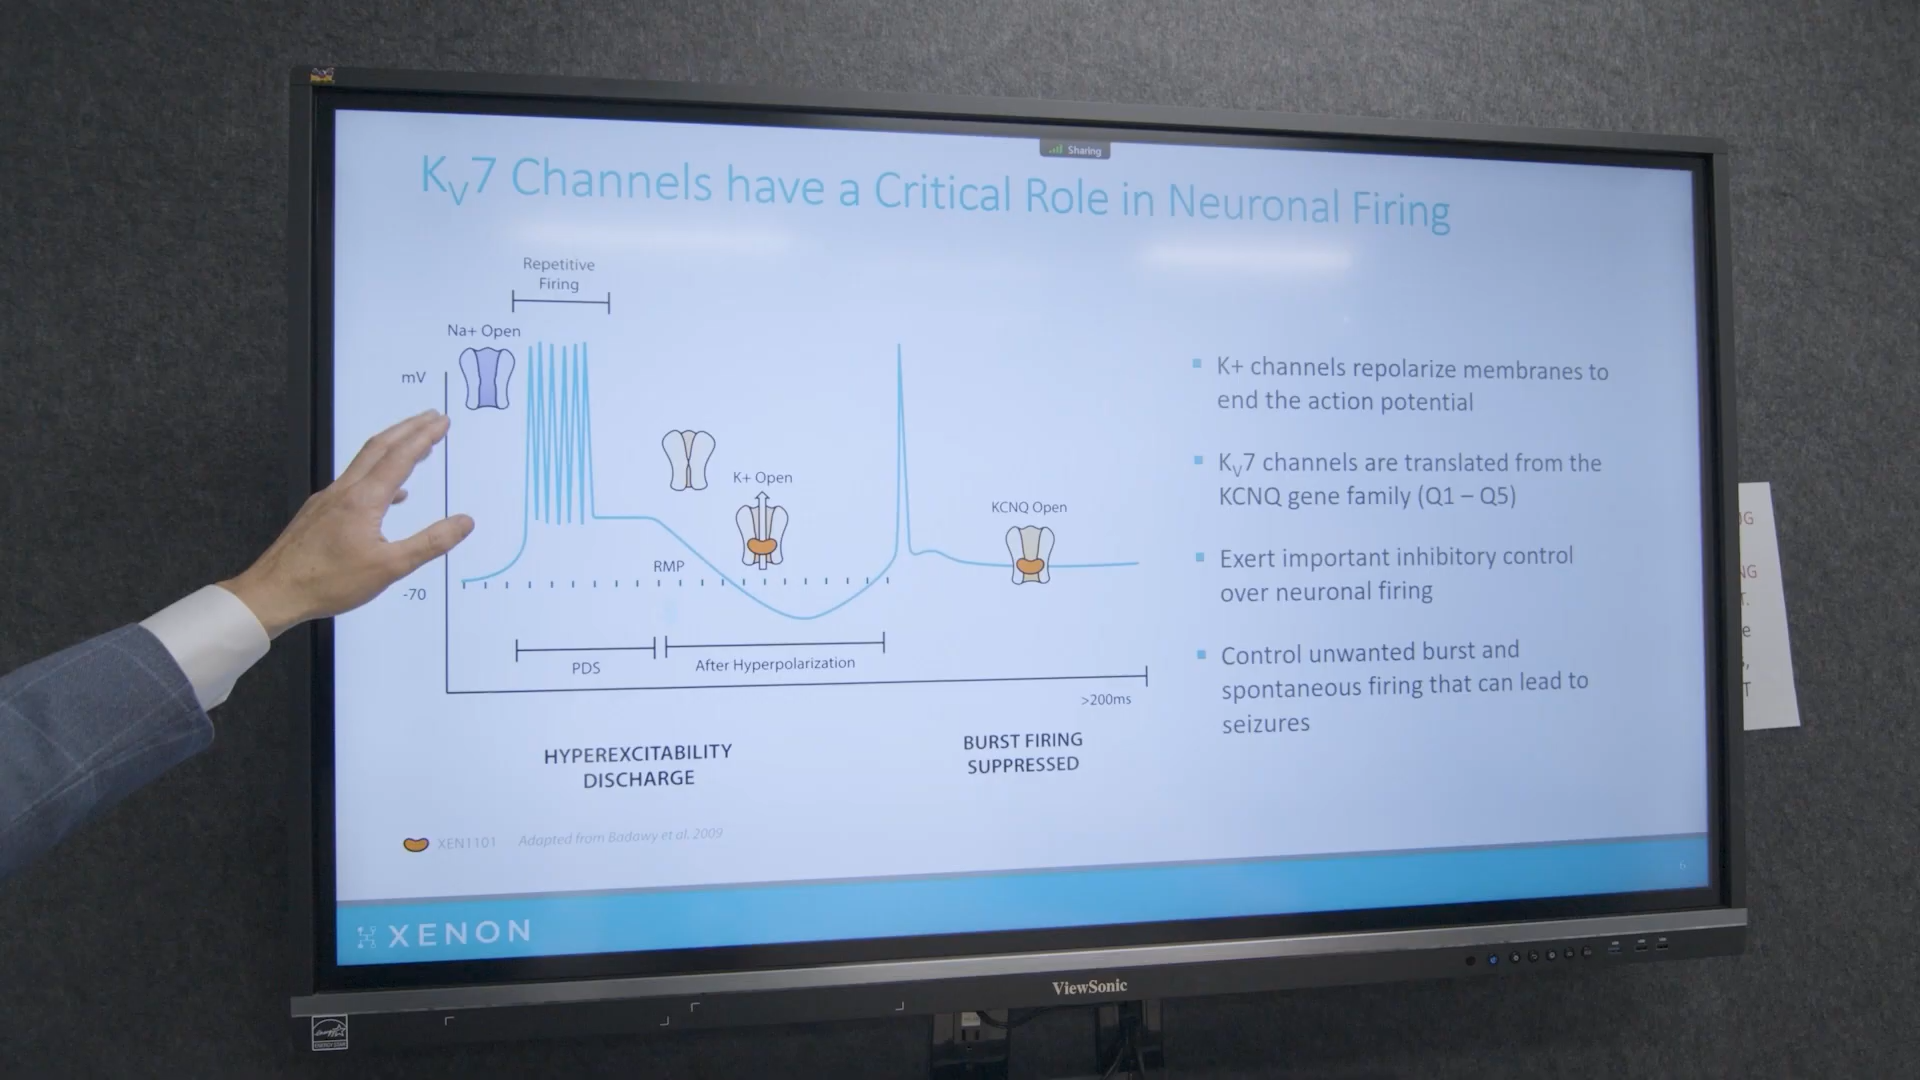 Sharing
Kv7 Channels have a Critical Role in Neuronal Firing
Repetitive
Firing
Na+ Open
mV
K+ Open
KCNQ Open
RMP
-70
PDS
After Hyperpolarization
>200ms
HYPEREXCITABILITY
DISCHARGE
BURST FIRING
SUPPRESSED
K+ channels repolarize membranes to
end the action potential
Kv7 channels are translated from the
KCNQ gene family (Q1 – Q5)
Exert important inhibitory control
over neuronal firing
Control unwanted burst and
spontaneous firing that can lead to
seizures
XEN1101 Adapted from Badawy et al. 2009
6
XENON
ViewSonic